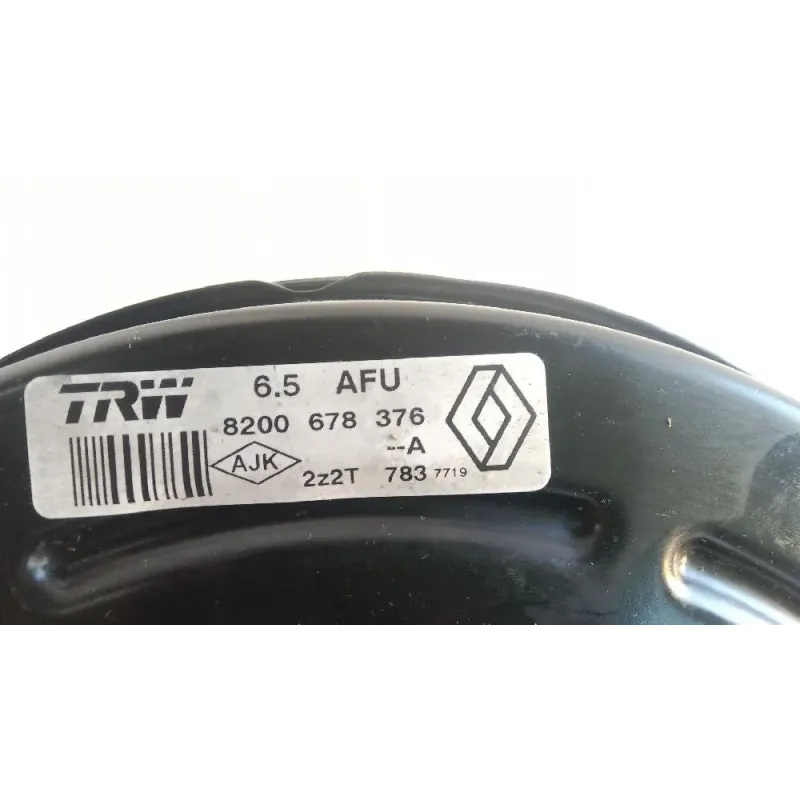 TRW 6.5 AFU
8200 678 376
--A
AJK 2z2T 783 7719